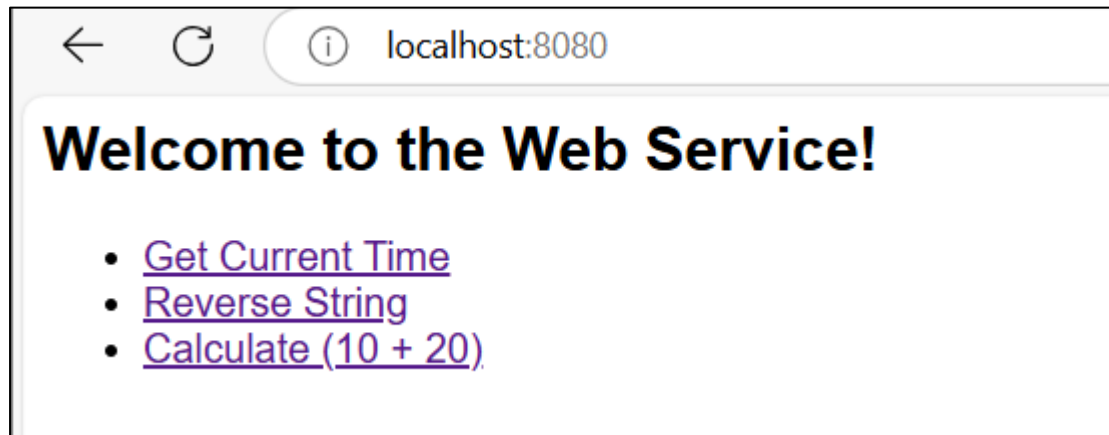 localhost:8080
Welcome to the Web Service!
Get Current Time
Reverse String
Calculate (10 + 20)